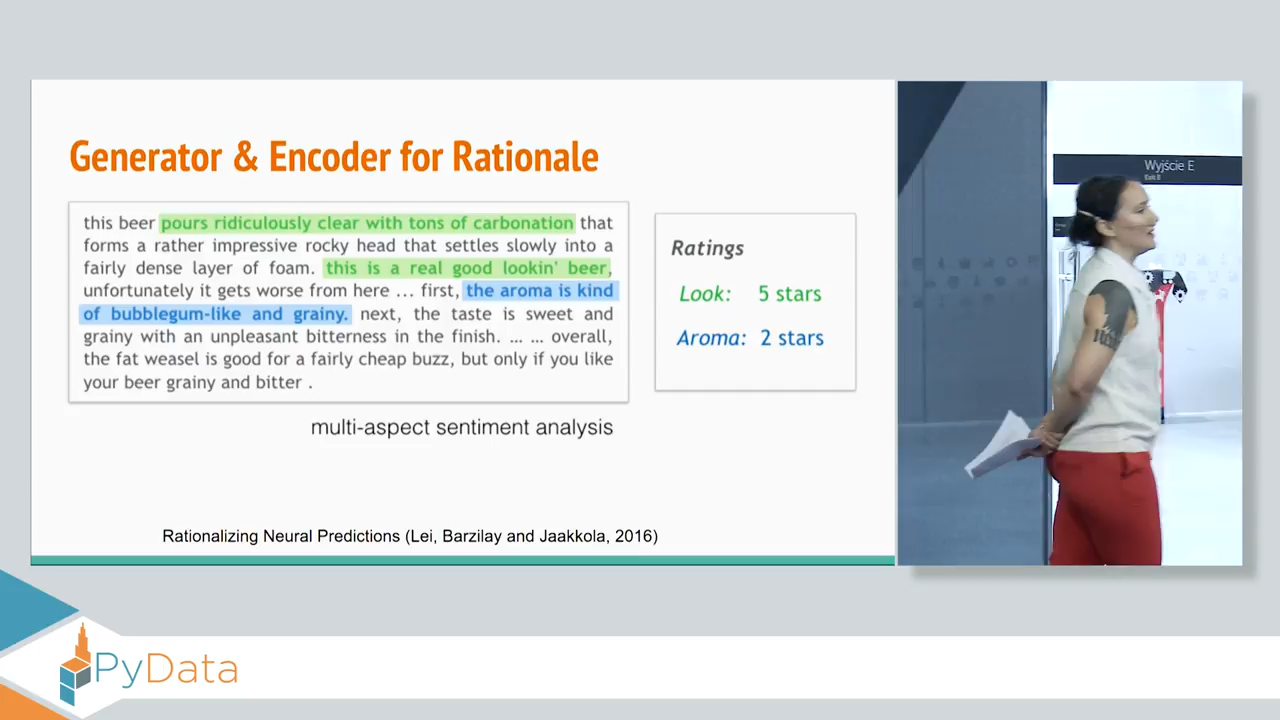 Generator & Encoder for Rationale
this beer pours ridiculously clear with tons of carbonation that
forms a rather impressive rocky head that settles slowly into a
fairly dense layer of foam. this is a real good lookin' beer,
unfortunately it gets worse from here ... first, the aroma is kind
of bubblegum-like and grainy. next, the taste is sweet and
grainy with an unpleasant bitterness in the finish. ... ... overall,
the fat weasel is good for a fairly cheap buzz, but only if you like
your beer grainy and bitter .
Ratings
Look: 5 stars
Aroma: 2 stars
multi-aspect sentiment analysis
Rationalizing Neural Predictions (Lei, Barzilay and Jaakkola, 2016)
Wyjście E
PyData